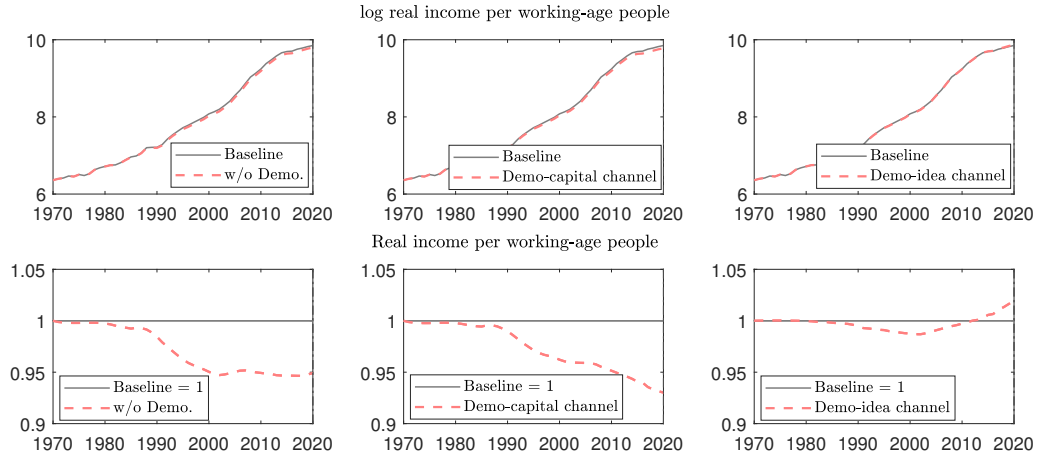 log real income per working-age people
10
8
6
Baseline
w/o Demo.
1970 1980 1990 2000 2010 2020
10
8
6
Baseline
Demo-capital channel
1970 1980 1990 2000 2010 2020
10
8
6
Baseline
Demo-idea channel
1970 1980 1990 2000 2010 2020
Real income per working-age people
1.05
1
0.95
0.9
Baseline = 1
w/o Demo.
1970 1980 1990 2000 2010 2020
1.05
1
0.95
0.9
Baseline = 1
Demo-capital channel
1970 1980 1990 2000 2010 2020
1.05
1
0.95
0.9
Baseline = 1
Demo-idea channel
1970 1980 1990 2000 2010 2020